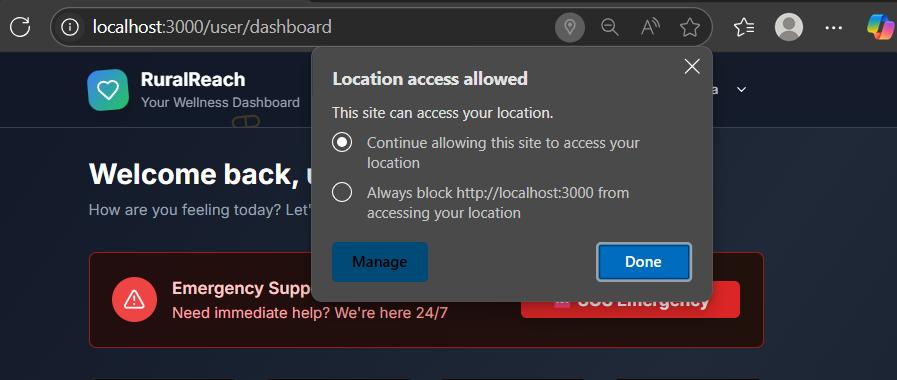 localhost:3000/user/dashboard
RuralReach
Your Wellness Dashboard
Location access allowed
This site can access your location.
Continue allowing this site to access your
location
Always block http://localhost:3000 from
accessing your location
Manage
Done
Welcome back,
How are you feeling today? Let'
Emergency
Need immediate help? We're here 24/7
SOS Emergency